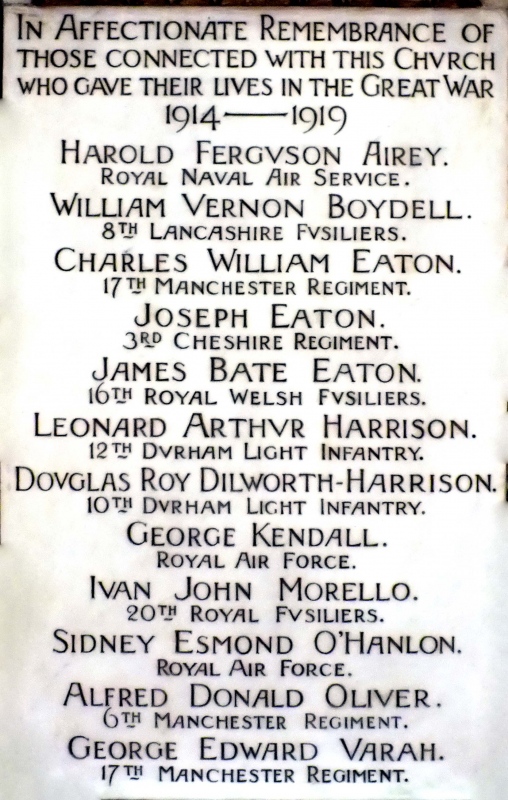 IN AFFECTIONATE REMEMBRANCE OF
THOSE CONNECTED WITH THIS CHVRCH
WHO GAVE THEIR LIVES IN THE GREAT WAR
1914 — 1919
HAROLD FERGVSON AIREY.
ROYAL NAVAL AIR SERVICE.
WILLIAM VERNON BOYDELL.
8TH LANCASHIRE FVSILIERS.
CHARLES WILLIAM EATON.
17TH MANCHESTER REGIMENT.
JOSEPH EATON.
3RD CHESHIRE REGIMENT.
JAMES BATE EATON.
16TH ROYAL WELSH FVSILIERS.
LEONARD ARTHVR HARRISON.
12TH DVRHAM LIGHT INFANTRY.
DOVGLAS ROY DILWORTH-HARRISON.
10TH DVRHAM LIGHT INFANTRY.
GEORGE KENDALL.
ROYAL AIR FORCE.
IVAN JOHN MORELLO.
20TH ROYAL FVSILIERS.
SIDNEY ESMOND O'HANLON.
ROYAL AIR FORCE.
ALFRED DONALD OLIVER.
6TH MANCHESTER REGIMENT.
GEORGE EDWARD VARAH.
17TH MANCHESTER REGIMENT.